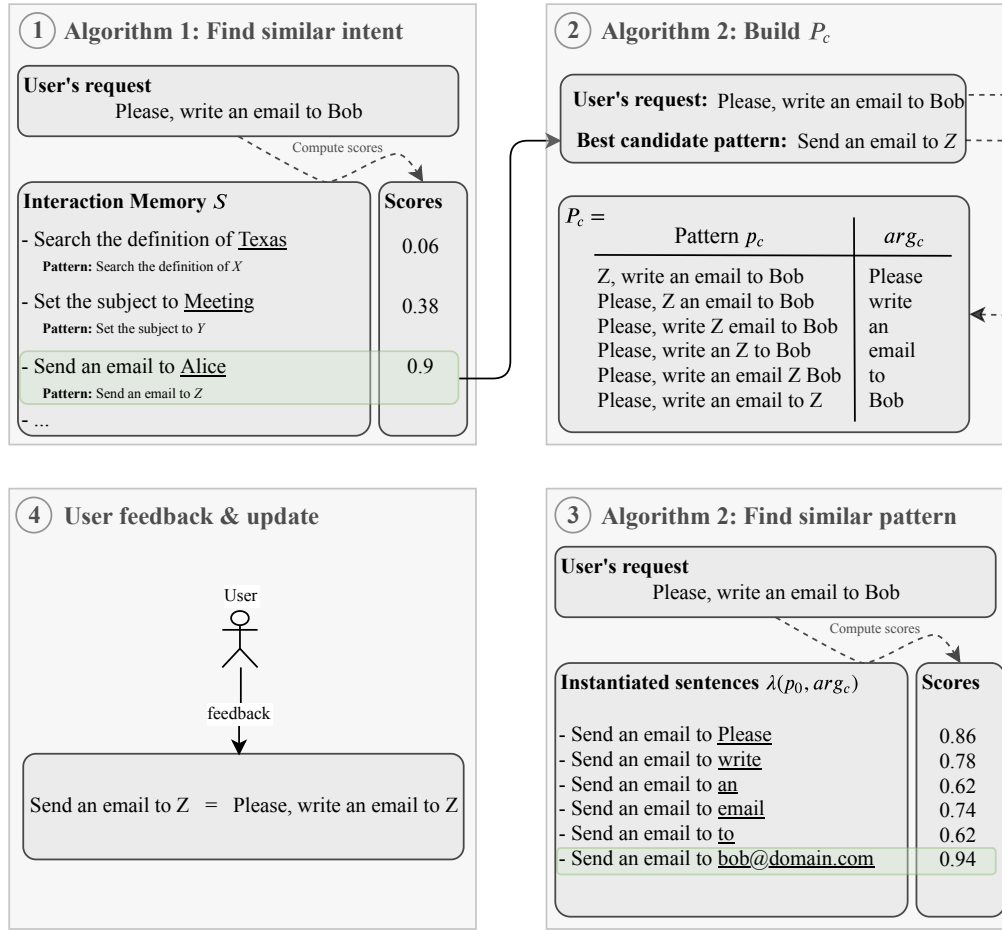 1 Algorithm 1: Find similar intent
User's request
Please, write an email to Bob
Compute scores
Interaction Memory S
Scores
- Search the definition of Texas
0.06
Pattern: Search the definition of X
- Set the subject to Meeting
0.38
Pattern: Set the subject to Y
- Send an email to Alice
0.9
Pattern: Send an email to Z
- ...
2 Algorithm 2: Build P_c
User's request: Please, write an email to Bob
Best candidate pattern: Send an email to Z
P_c =
Pattern p_c arg_c
Z, write an email to Bob Please
Please, Z an email to Bob write
Please, write Z email to Bob an
Please, write an Z to Bob email
Please, write an email Z Bob to
Please, write an email to Z Bob
4 User feedback & update
User
feedback
Send an email to Z = Please, write an email to Z
3 Algorithm 2: Find similar pattern
User's request
Please, write an email to Bob
Compute scores
Instantiated sentences λ(p_0, arg_c)
Scores
- Send an email to Please 0.86
- Send an email to write 0.78
- Send an email to an 0.62
- Send an email to email 0.74
- Send an email to to 0.62
- Send an email to bob@domain.com 0.94